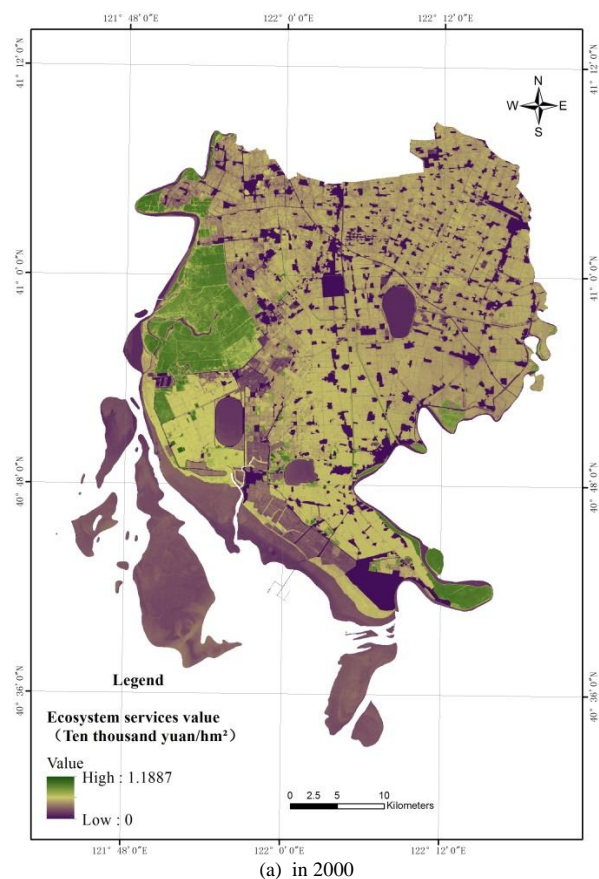 121° 48′ 0″E
122° 0′ 0″E
122° 12′ 0″E
41° 12′ 0″N
41° 12′ 0″N
N
W
E
S
41° 0′ 0″N
41° 0′ 0″N
40° 48′ 0″N
40° 48′ 0″N
40° 36′ 0″N
40° 36′ 0″N
Legend
Ecosystem services value
（Ten thousand yuan/hm²）
Value
High : 1.1887
Low : 0
0 2.5 5 10
Kilometers
121° 48′ 0″E
122° 0′ 0″E
122° 12′ 0″E
(a) in 2000